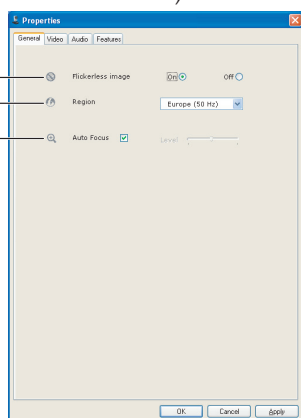 Properties
General Video Audio Features
Flickerless image On Off
Region Europe (50 Hz)
Auto Focus Level
OK Cancel Apply